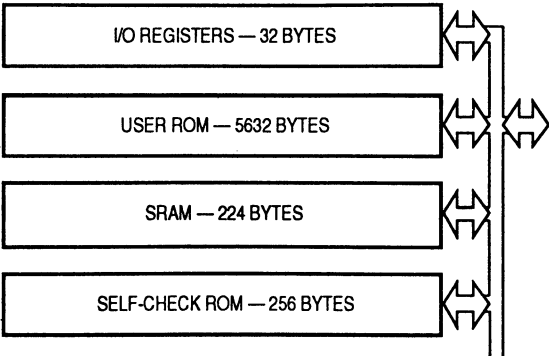 I/O REGISTERS — 32 BYTES
USER ROM — 5632 BYTES
SRAM — 224 BYTES
SELF-CHECK ROM — 256 BYTES